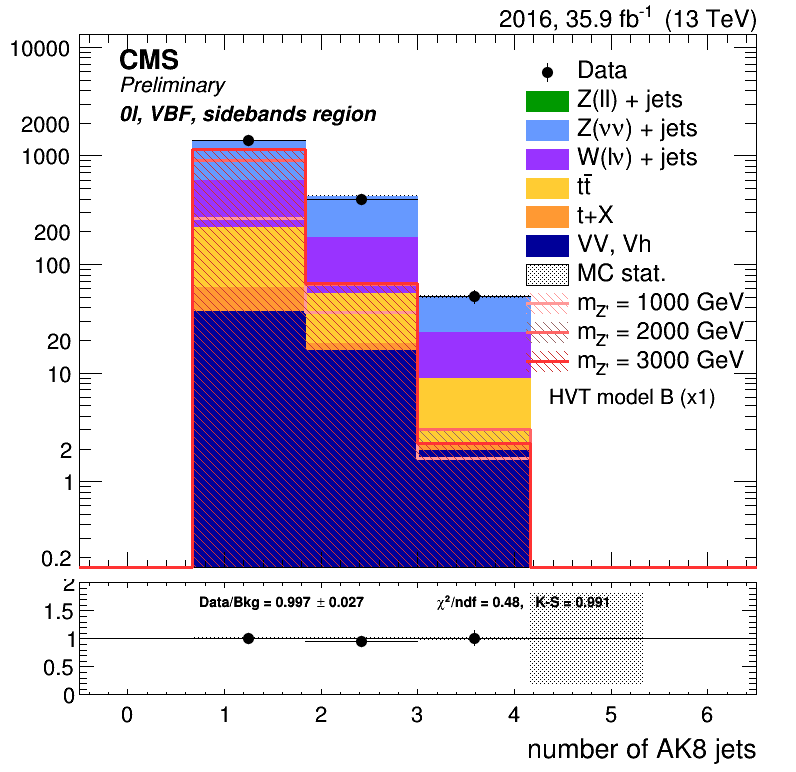 2016, 35.9 fb⁻¹ (13 TeV)
CMS
Preliminary
0l, VBF, sidebands region
Data
Z(ll) + jets
Z(νν) + jets
W(lν) + jets
tt̄
t+X
VV, Vh
MC stat.
m_Z' = 1000 GeV
m_Z' = 2000 GeV
m_Z' = 3000 GeV
HVT model B (x1)
10000
2000
1000
200
100
20
10
2
1
0.2
Data/Bkg = 0.997 ± 0.027
χ²/ndf = 0.48, K-S = 0.991
2
1.5
1
0.5
0
0 1 2 3 4 5 6
number of AK8 jets